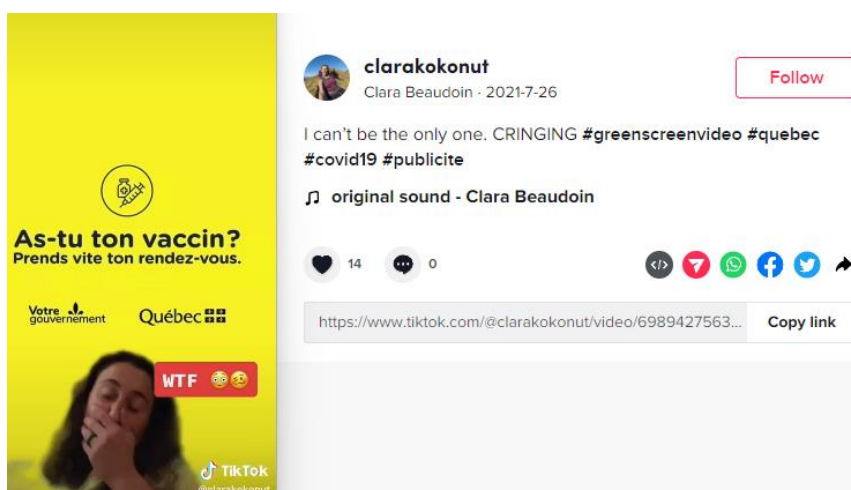 As-tu ton vaccin?
Prends vite ton rendez-vous.
Votre gouvernement
Québec
WTF 😳🥴
TikTok
@clarakokonut
clarakokonut
Clara Beaudoin · 2021-7-26
Follow
I can't be the only one. CRINGING #greenscreenvideo #quebec
#covid19 #publicite
original sound - Clara Beaudoin
14
0
https://www.tiktok.com/@clarakokonut/video/6989427563...
Copy link